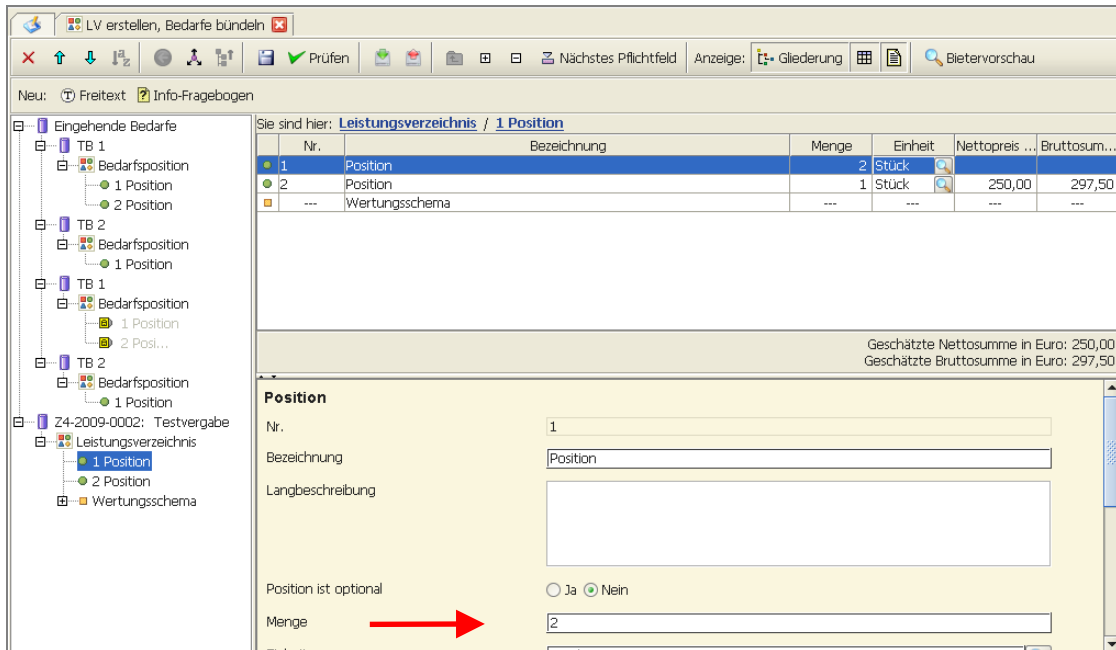 LV erstellen, Bedarfe bündeln
Prüfen Nächstes Pflichtfeld Anzeige: Gliederung Bietervorschau
Neu: Freitext Info-Fragebogen
Eingehende Bedarfe
TB 1
Bedarfsposition
1 Position
2 Position
TB 2
Bedarfsposition
1 Position
TB 1
Bedarfsposition
1 Position
2 Posi...
TB 2
Bedarfsposition
1 Position
Z4-2009-0002: Testvergabe
Leistungsverzeichnis
1 Position
2 Position
Wertungsschema
Sie sind hier: Leistungsverzeichnis / 1 Position
Nr. Bezeichnung Menge Einheit Nettopreis ... Bruttosum...
1 Position 2 Stück
2 Position 1 Stück 250,00 297,50
--- Wertungsschema --- --- --- ---
Geschätzte Nettosumme in Euro: 250,00
Geschätzte Bruttosumme in Euro: 297,50
Position
Nr. 1
Bezeichnung Position
Langbeschreibung
Position ist optional Ja Nein
Menge 2